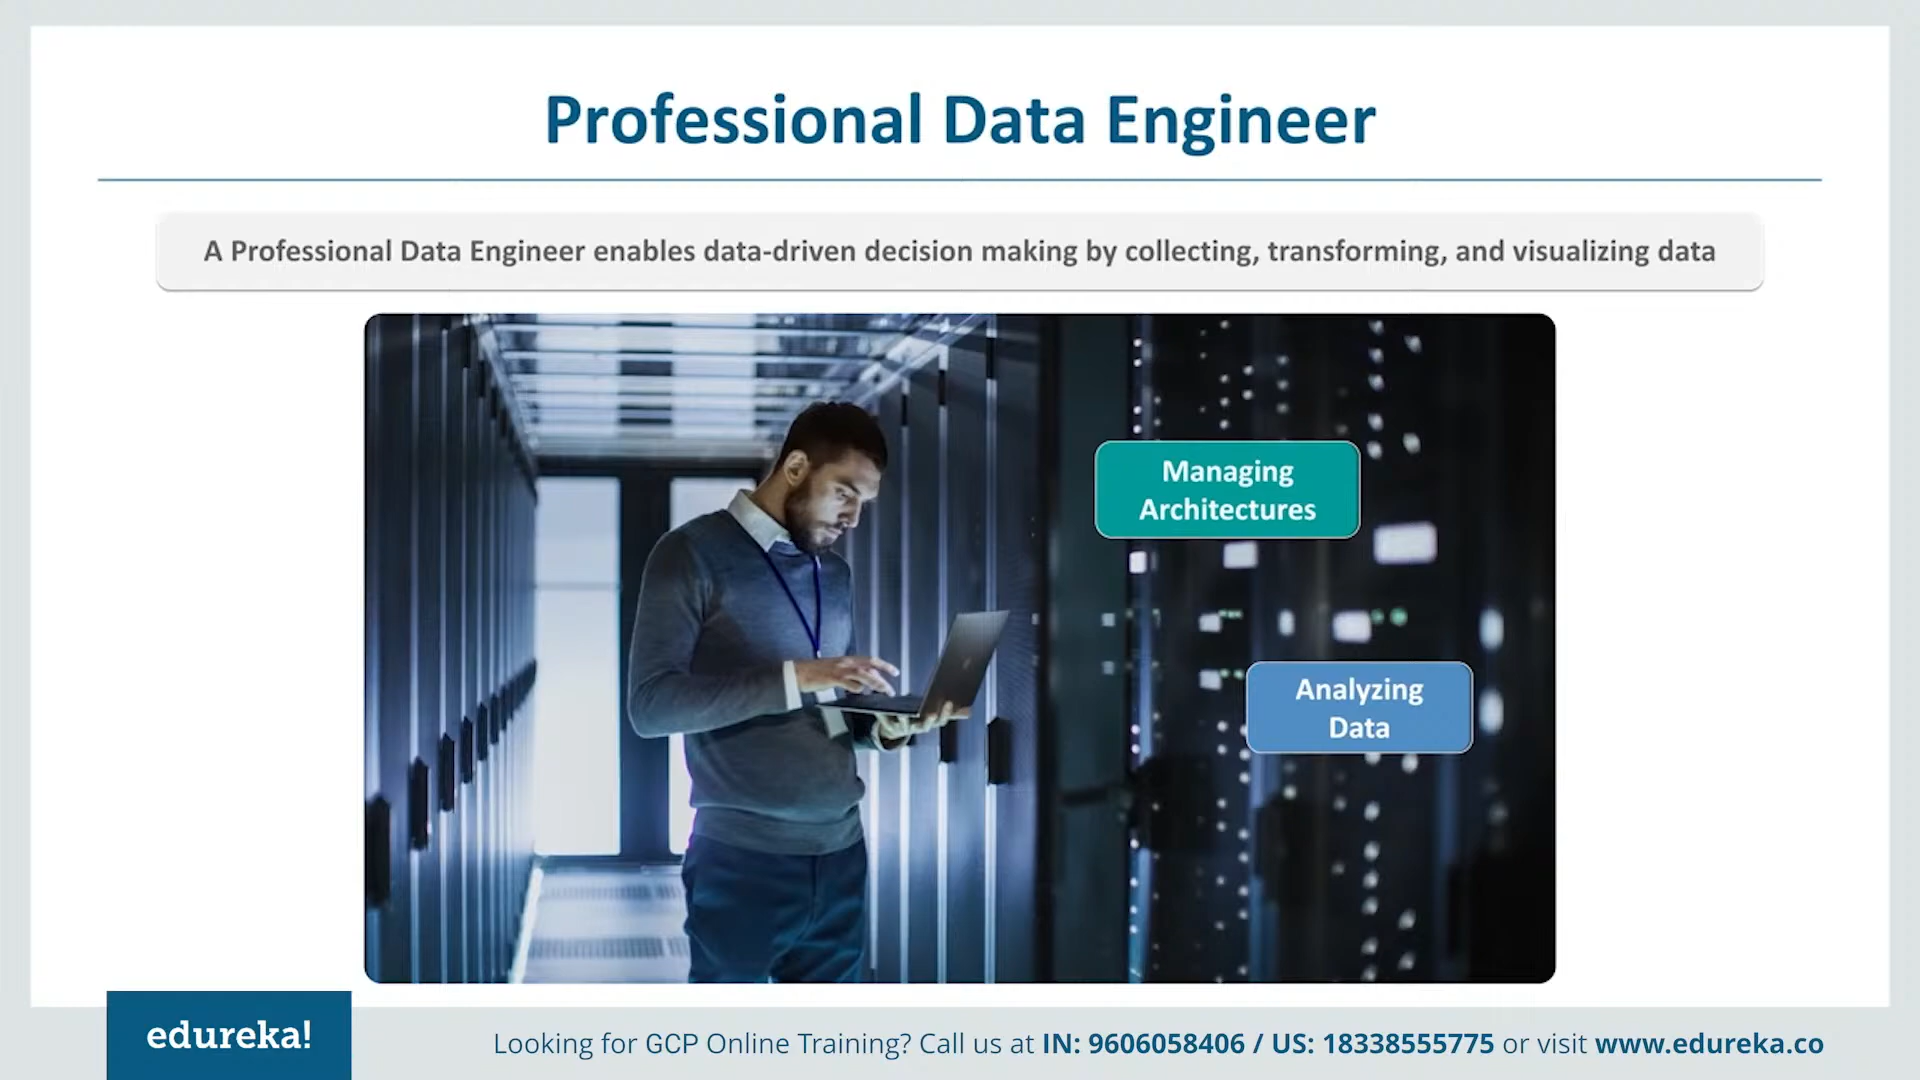 Professional Data Engineer
A Professional Data Engineer enables data-driven decision making by collecting, transforming, and visualizing data
Managing
Architectures
Analyzing
Data
edureka!
Looking for GCP Online Training? Call us at IN: 9606058406 / US: 18338555775 or visit www.edureka.co